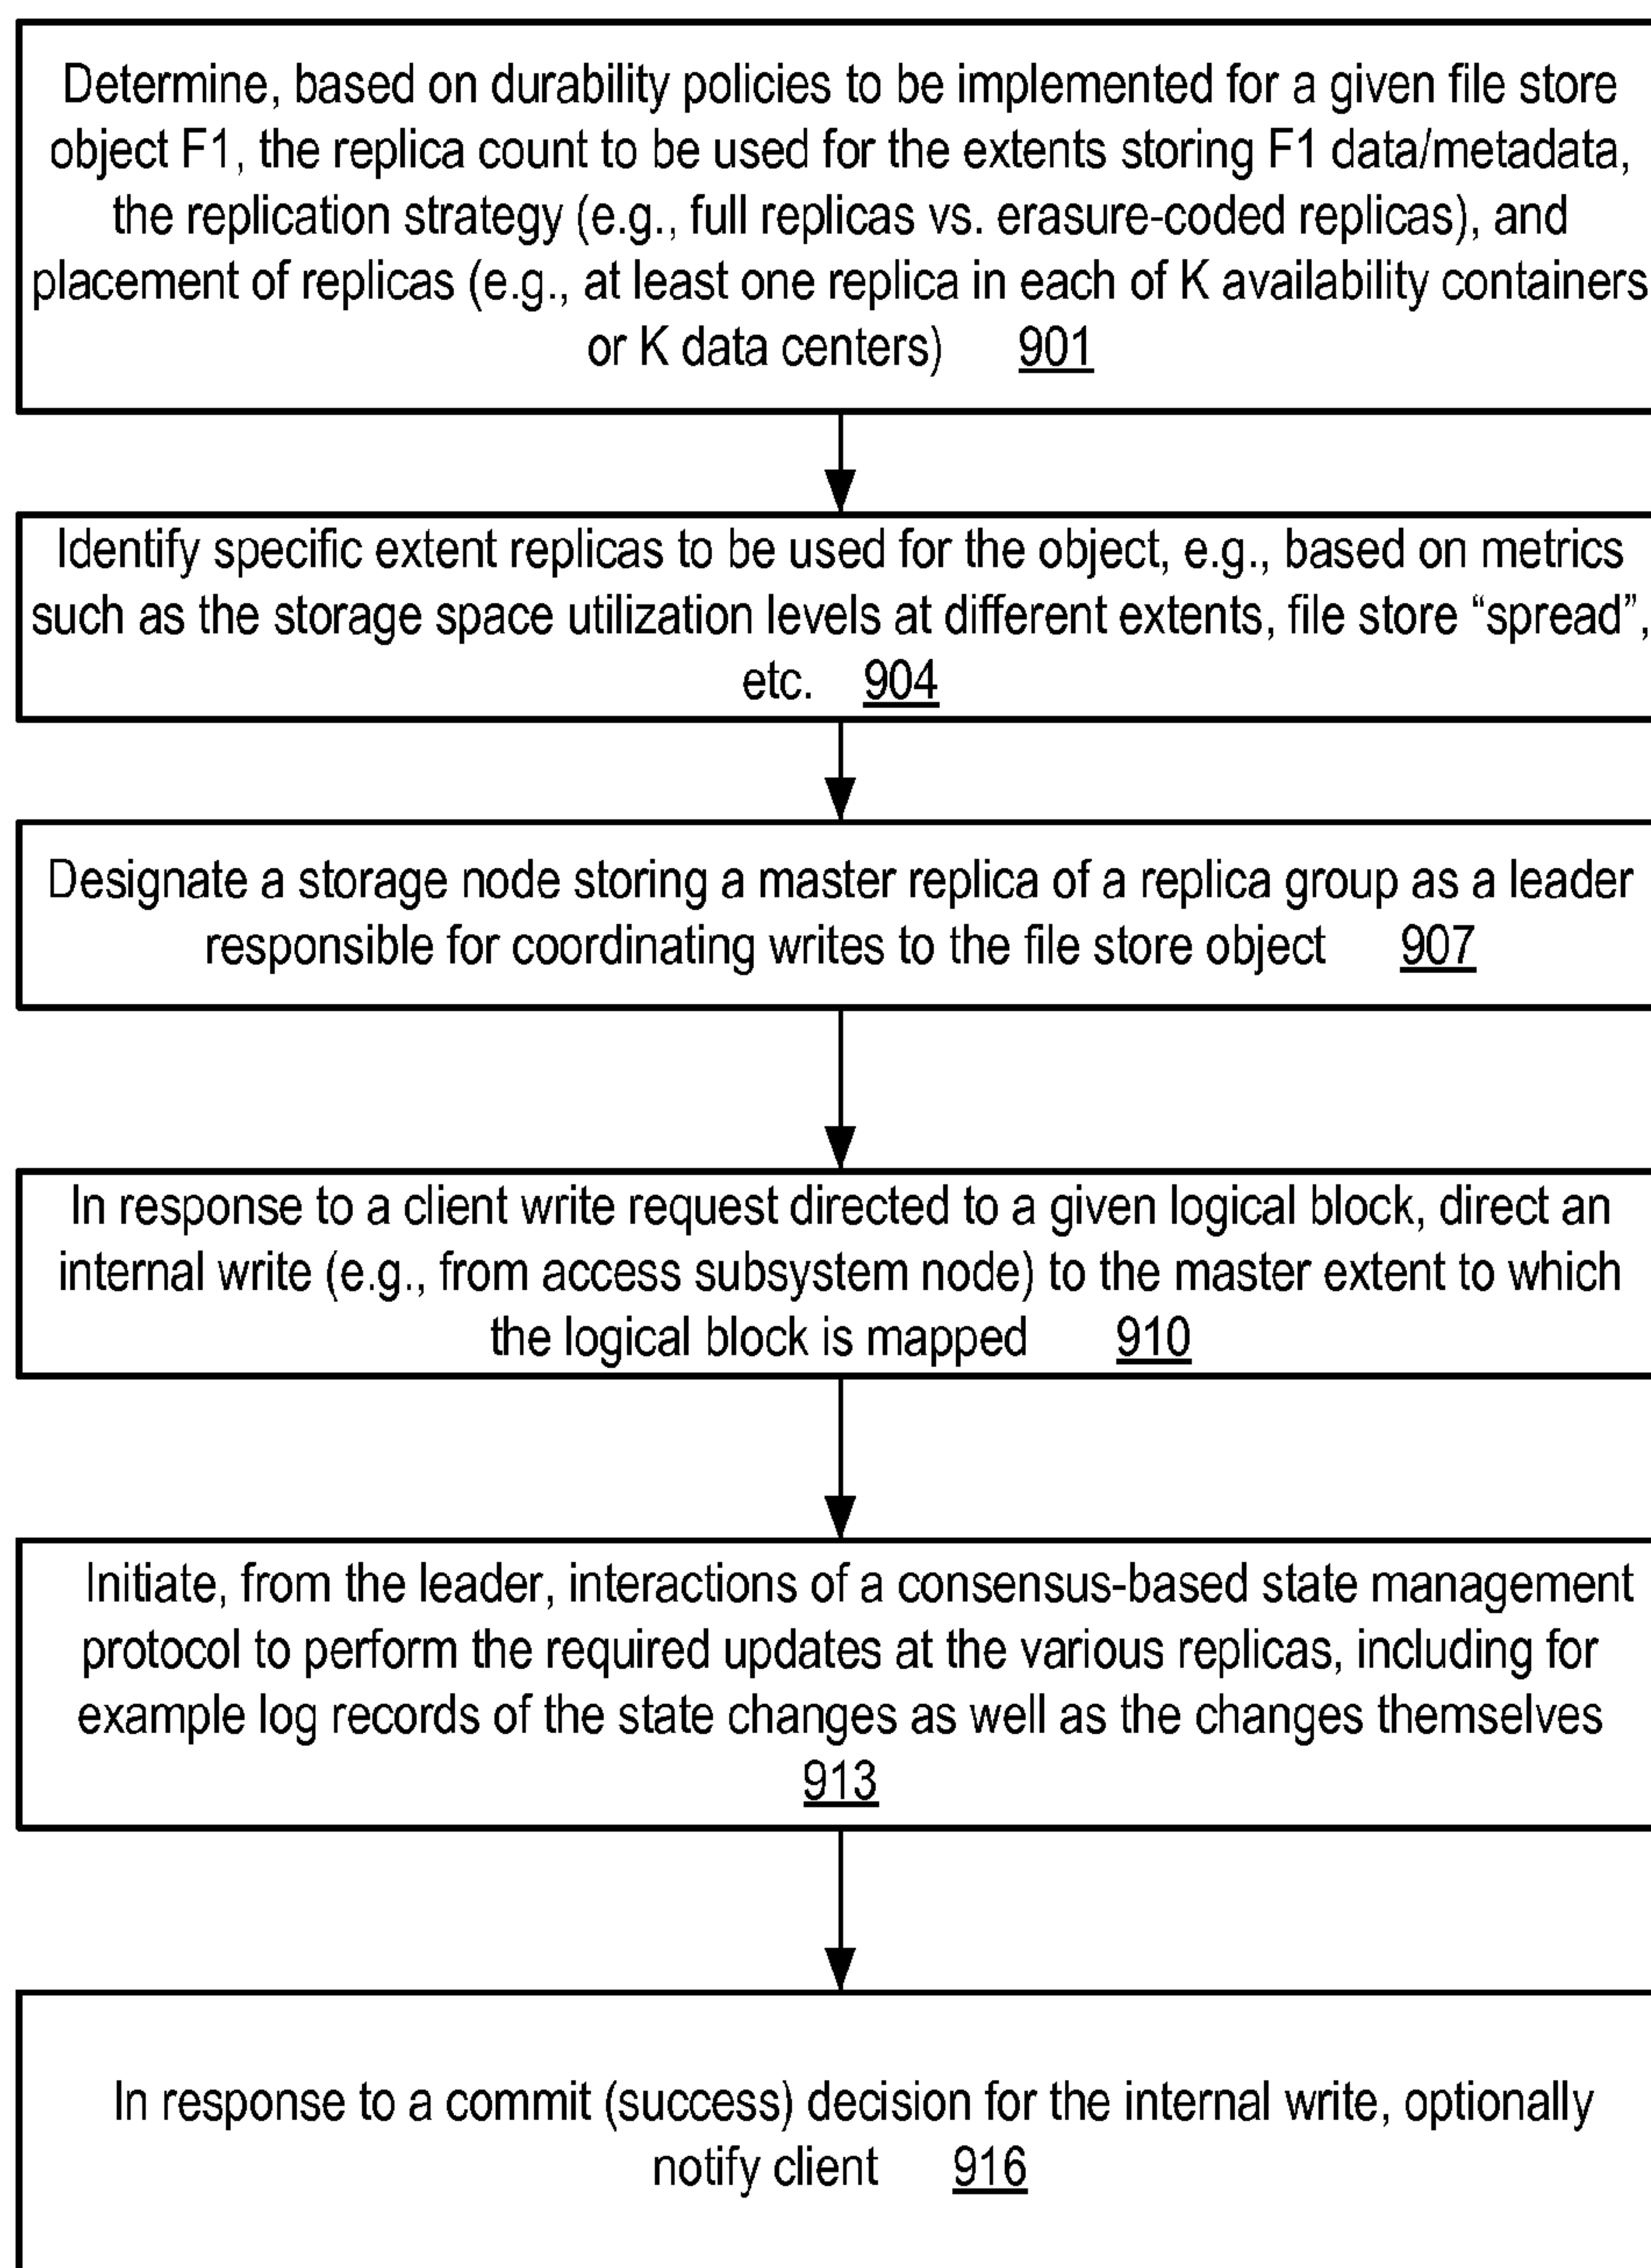 Determine, based on durability policies to be implemented for a given file store
object F1, the replica count to be used for the extents storing F1 data/metadata,
the replication strategy (e.g., full replicas vs. erasure-coded replicas), and
placement of replicas (e.g., at least one replica in each of K availability containers
or K data centers) 901
Identify specific extent replicas to be used for the object, e.g., based on metrics
such as the storage space utilization levels at different extents, file store “spread”,
etc. 904
Designate a storage node storing a master replica of a replica group as a leader
responsible for coordinating writes to the file store object 907
In response to a client write request directed to a given logical block, direct an
internal write (e.g., from access subsystem node) to the master extent to which
the logical block is mapped 910
Initiate, from the leader, interactions of a consensus-based state management
protocol to perform the required updates at the various replicas, including for
example log records of the state changes as well as the changes themselves
913
In response to a commit (success) decision for the internal write, optionally
notify client 916